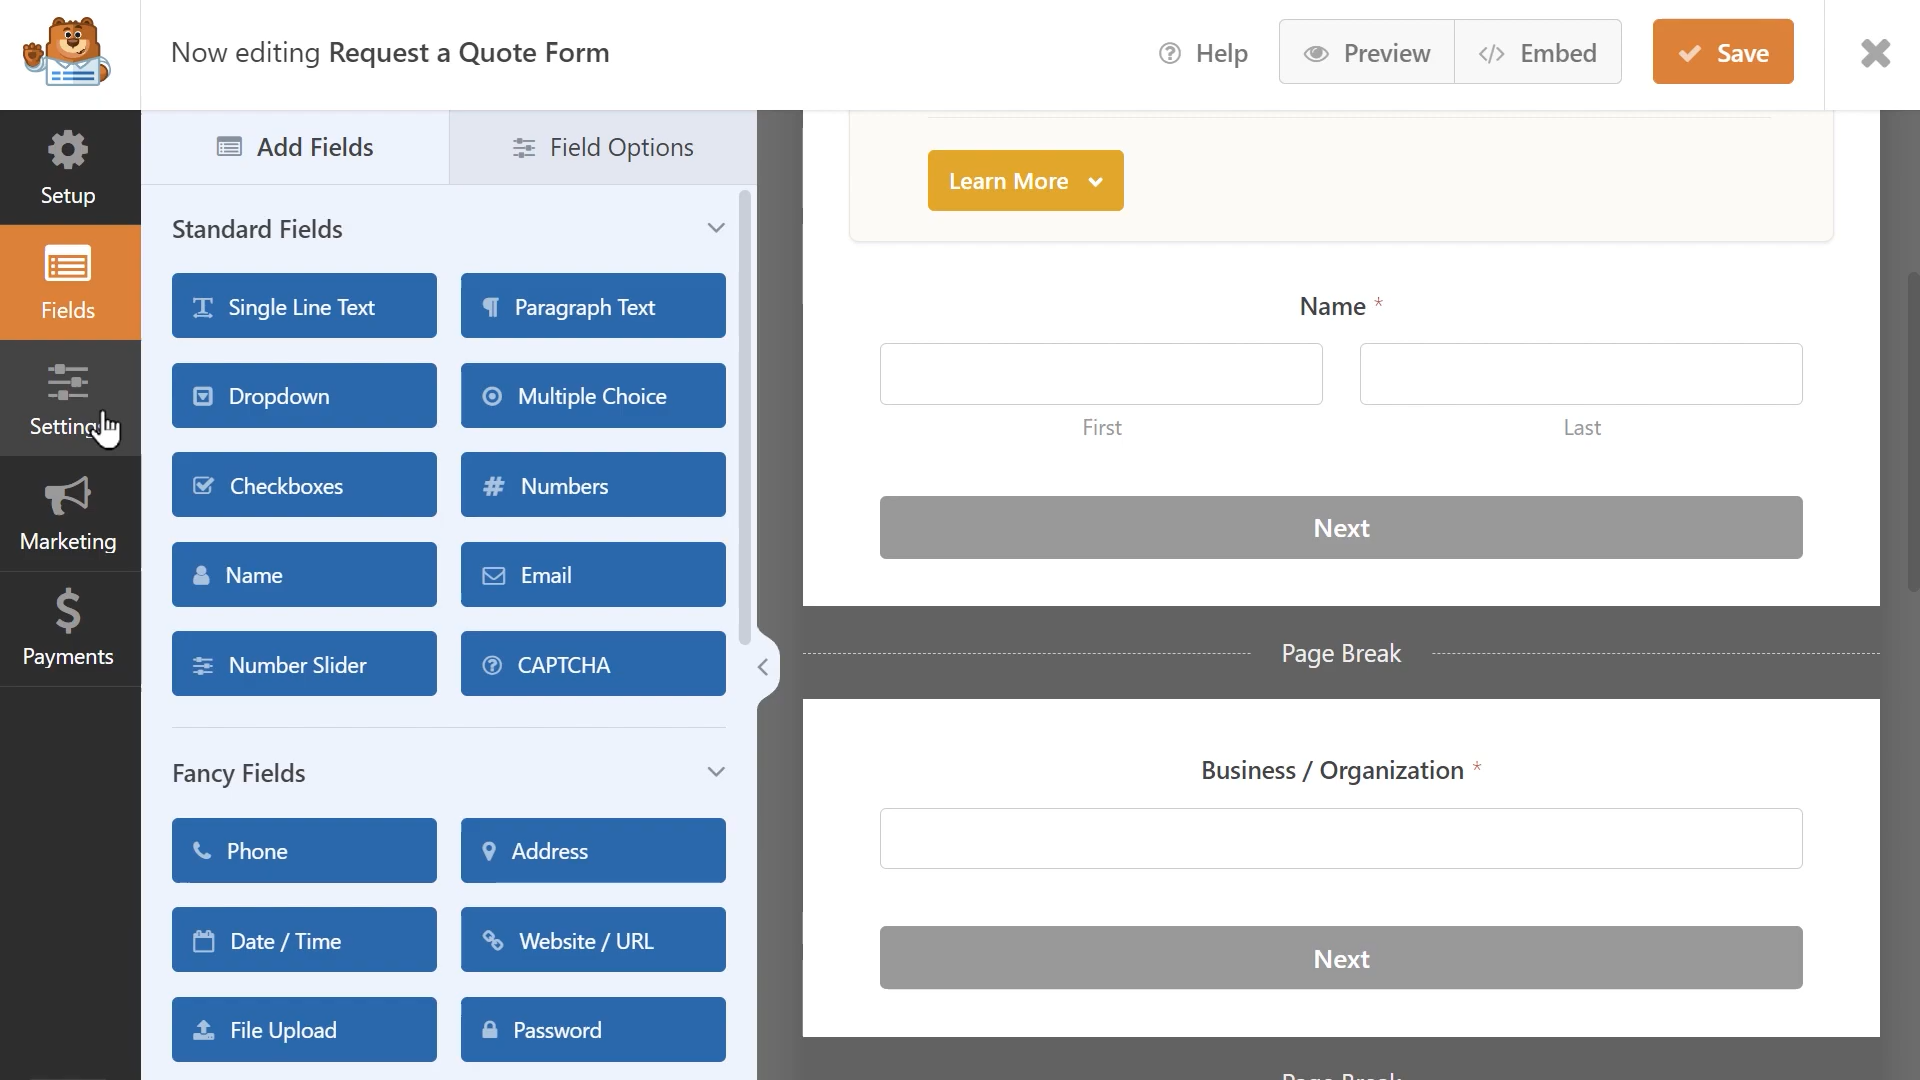 Now editing Request a Quote Form
Help
Preview
Embed
Save
Setup
Fields
Settings
Marketing
Payments
Add Fields
Field Options
Standard Fields
Single Line Text
Paragraph Text
Dropdown
Multiple Choice
Checkboxes
Numbers
Name
Email
Number Slider
CAPTCHA
Fancy Fields
Phone
Address
Date / Time
Website / URL
File Upload
Password
Learn More
Name *
First
Last
Next
Page Break
Business / Organization *
Next
Page Break